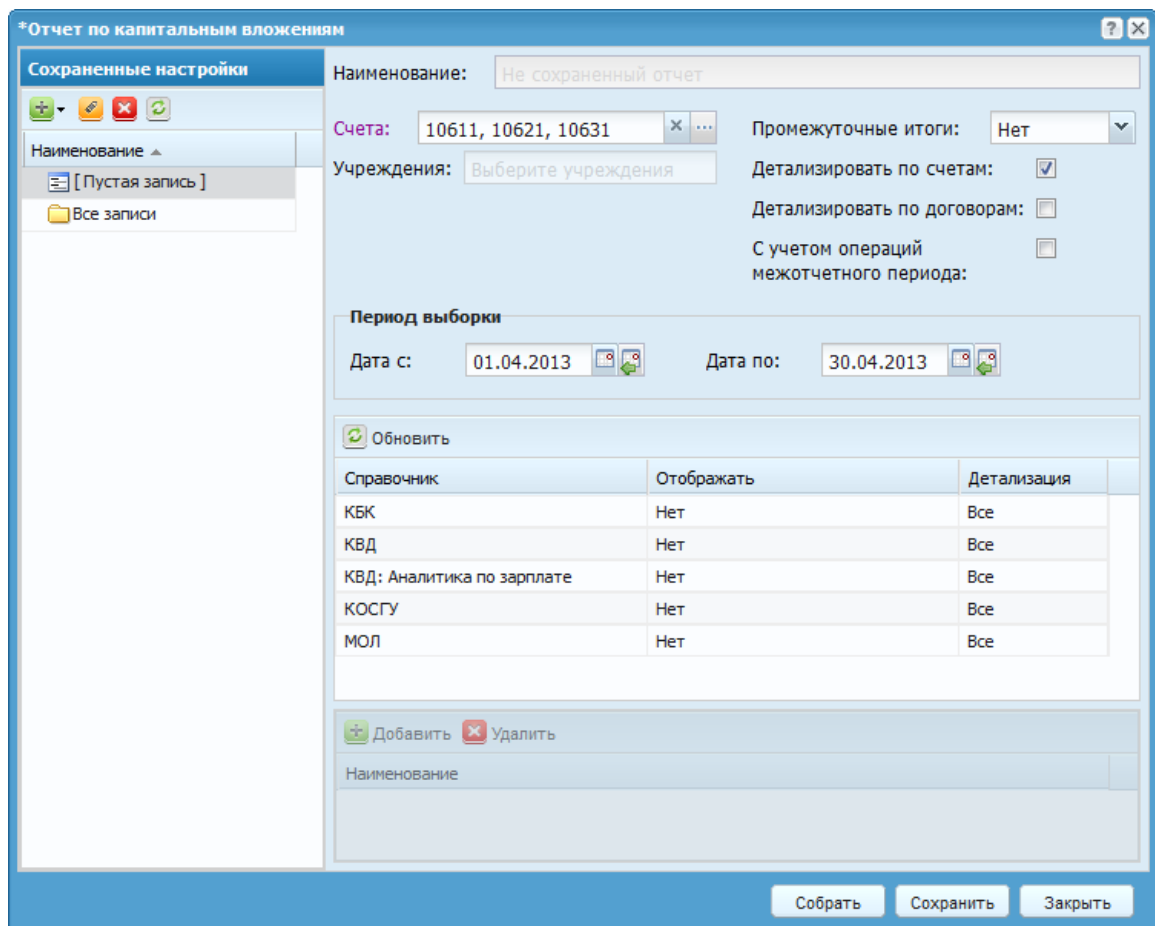 *Отчет по капитальным вложениям
Сохраненные настройки
Наименование
[ Пустая запись ]
Все записи
Наименование: Не сохраненный отчет
Счета: 10611, 10621, 10631
Промежуточные итоги: Нет
Учреждения: Выберите учреждения
Детализировать по счетам:
Детализировать по договорам:
С учетом операций
межотчетного периода:
Период выборки
Дата с: 01.04.2013 Дата по: 30.04.2013
Обновить
Справочник Отображать Детализация
КБК Нет Все
КВД Нет Все
КВД: Аналитика по зарплате Нет Все
КОСГУ Нет Все
МОЛ Нет Все
Добавить Удалить
Наименование
Собрать Сохранить Закрыть